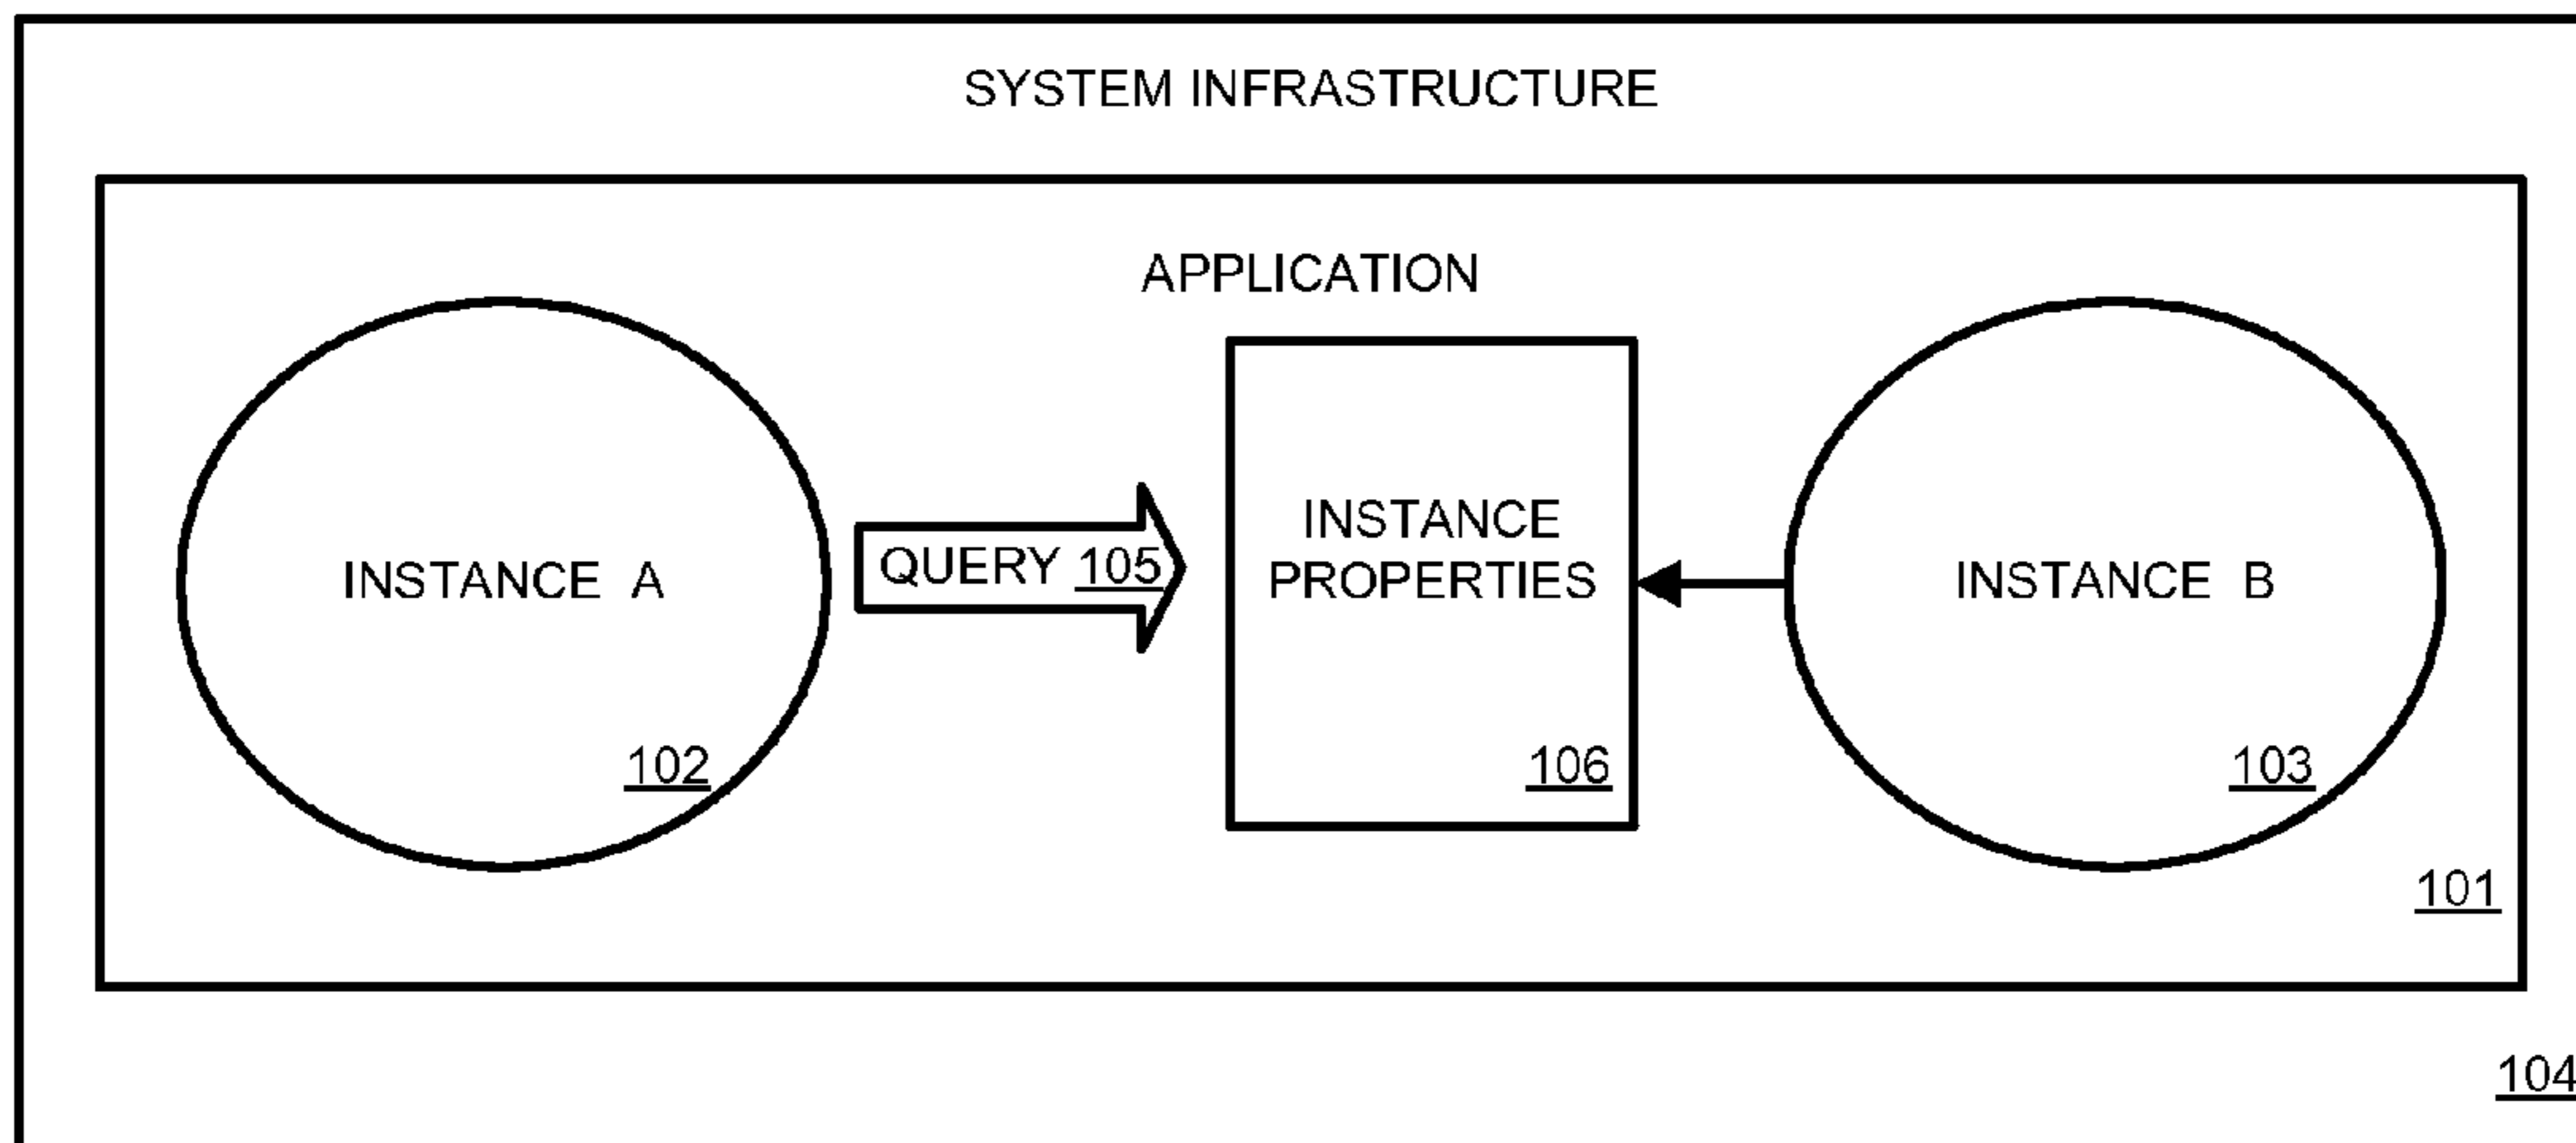 SYSTEM INFRASTRUCTURE
APPLICATION
INSTANCE A
102
QUERY 105
INSTANCE
PROPERTIES
106
INSTANCE B
103
101
104